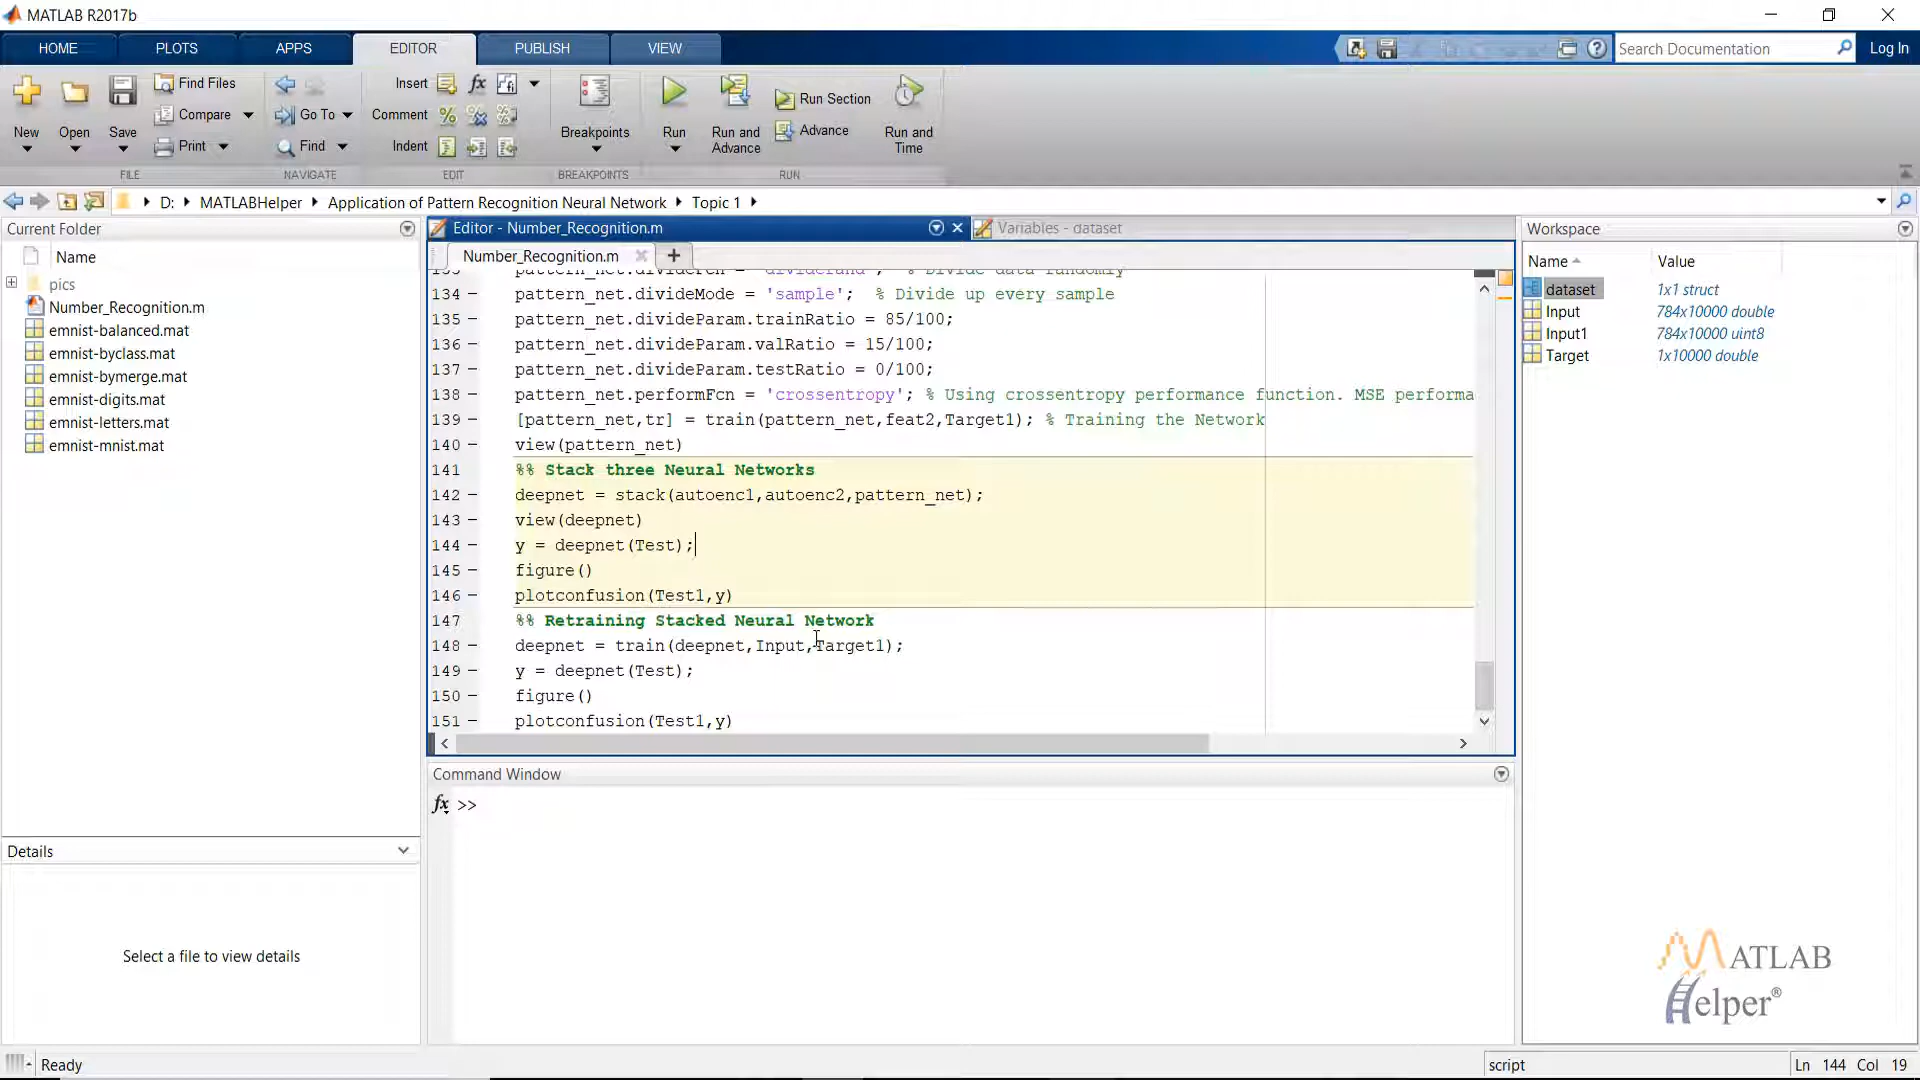 MATLAB R2017b
HOME PLOTS APPS EDITOR PUBLISH VIEW Search Documentation Log In
New Open Save Find Files Compare Print Go To Find Insert Comment Indent fx Breakpoints Run Run and Advance Run Section Advance Run and Time
FILE NAVIGATE EDIT BREAKPOINTS RUN
D: MATLABHelper Application of Pattern Recognition Neural Network Topic 1
Current Folder
Name
pics
Number_Recognition.m
emnist-balanced.mat
emnist-byclass.mat
emnist-bymerge.mat
emnist-digits.mat
emnist-letters.mat
emnist-mnist.mat
Details
Select a file to view details
Editor - Number_Recognition.m Variables - dataset
Number_Recognition.m +
134 – pattern_net.divideMode = 'sample'; % Divide up every sample
135 – pattern_net.divideParam.trainRatio = 85/100;
136 – pattern_net.divideParam.valRatio = 15/100;
137 – pattern_net.divideParam.testRatio = 0/100;
138 – pattern_net.performFcn = 'crossentropy'; % Using crossentropy performance function. MSE performa
139 – [pattern_net,tr] = train(pattern_net,feat2,Target1); % Training the Network
140 – view(pattern_net)
141 %% Stack three Neural Networks
142 – deepnet = stack(autoenc1,autoenc2,pattern_net);
143 – view(deepnet)
144 – y = deepnet(Test);
145 – figure()
146 – plotconfusion(Test1,y)
147 %% Retraining Stacked Neural Network
148 – deepnet = train(deepnet,Input,Target1);
149 – y = deepnet(Test);
150 – figure()
151 – plotconfusion(Test1,y)
Command Window
fx >>
Workspace
Name Value
dataset 1x1 struct
Input 784x10000 double
Input1 784x10000 uint8
Target 1x10000 double
MATLAB
Helper®
Ready script Ln 144 Col 19